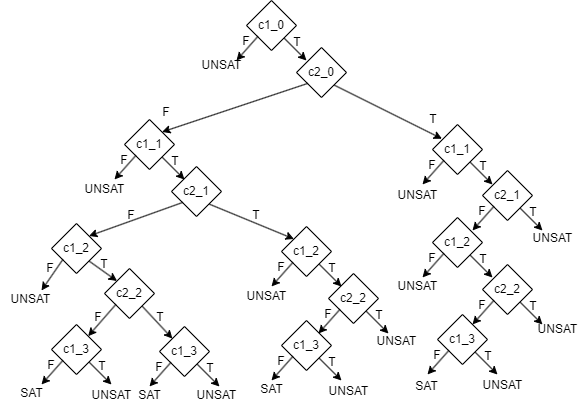 c1_0
F T
UNSAT
c2_0
F T
c1_1 c1_1
F T F T
UNSAT UNSAT
c2_1 c2_1
F T F T
c1_2 c1_2 c1_2 UNSAT
F T F T F T
UNSAT UNSAT UNSAT
c2_2 c2_2 c2_2
F T F T F T
c1_3 c1_3 c1_3 c1_3 UNSAT UNSAT
F T F T F T F T
SAT UNSAT SAT UNSAT SAT UNSAT SAT UNSAT